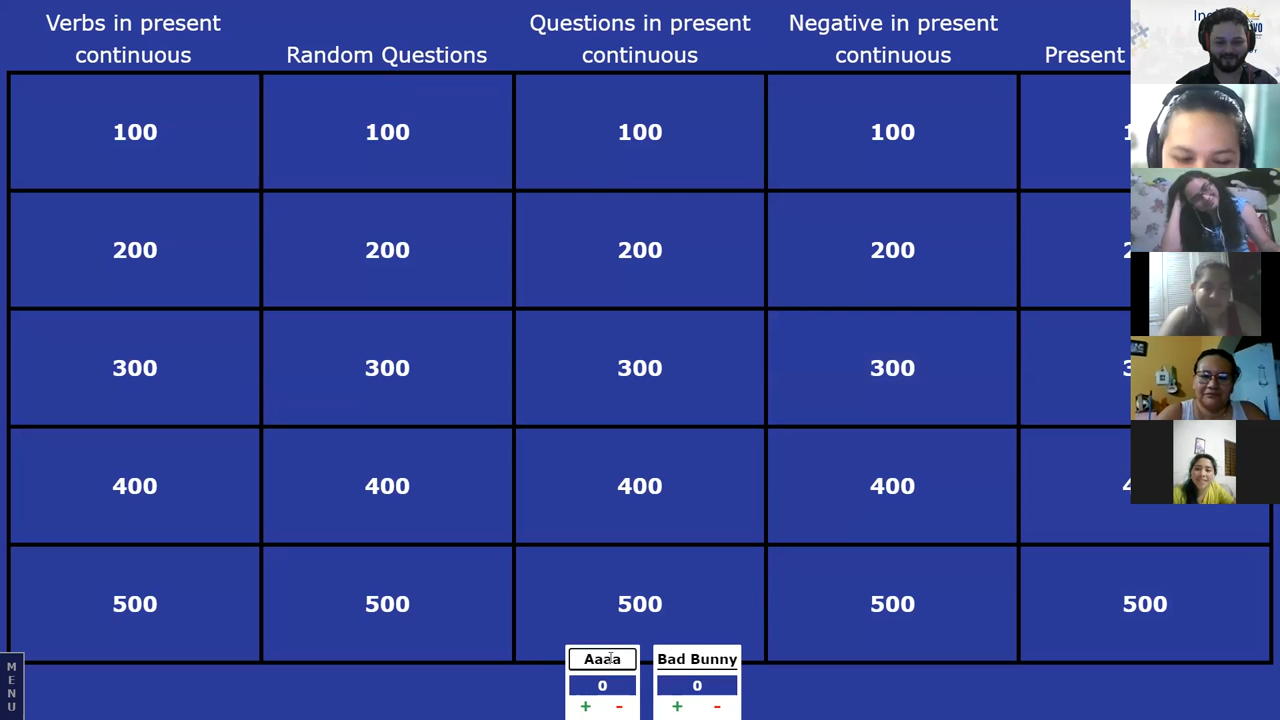 Verbs in present
continuous
Random Questions
Questions in present
continuous
Negative in present
continuous
Present
100 100 100 100
200 200 200 200
300 300 300 300
400 400 400 400
500 500 500 500 500
MENU
Aaaa
0
+ -
Bad Bunny
0
+ -